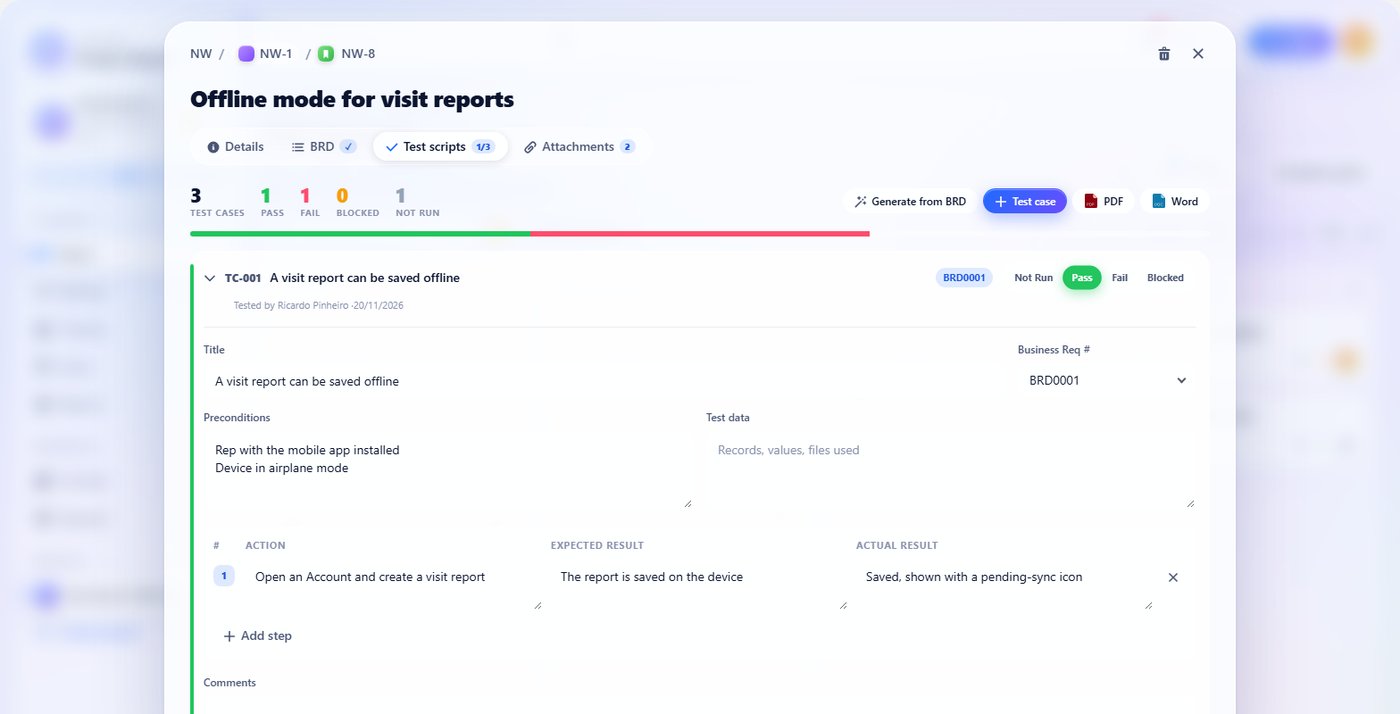 NW / NW-1 / NW-8
Offline mode for visit reports
Details BRD ✓ Test scripts 1/3 Attachments 2
3 1 1 0 1
TEST CASES PASS FAIL BLOCKED NOT RUN
Generate from BRD + Test case PDF Word
TC-001 A visit report can be saved offline BRD0001 Not Run Pass Fail Blocked
Tested by Ricardo Pinheiro ·20/11/2026
Title Business Req #
A visit report can be saved offline BRD0001
Preconditions Test data
Rep with the mobile app installed Records, values, files used
Device in airplane mode
# ACTION EXPECTED RESULT ACTUAL RESULT
1 Open an Account and create a visit report The report is saved on the device Saved, shown with a pending-sync icon
+ Add step
Comments